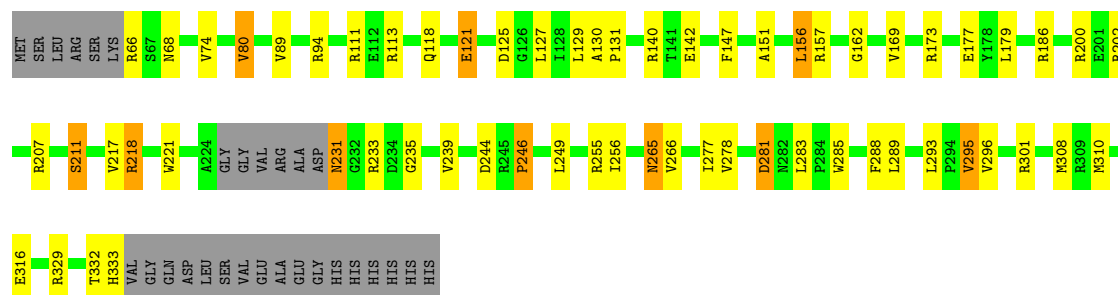 MET SER LEU ARG SER LYS R66 S67 N68 V74 V80 V89 R94 R111 E112 R113 Q118 E121 D125 G126 L127 I128 L129 A130 P131 R140 T141 E142 F147 A151 L156 R157 G162 V169 R173 E177 Y178 L179 R186 R200 E201
R207 S211 V217 R218 W221 A224 GLY GLY VAL ARG ALA ASP N231 G232 R233 D234 G235 V239 D244 R245 P246 L249 R255 I256 N265 V266 I277 V278 D281 N282 L283 P284 W285 F288 L289 L293 P294 V295 V296 R301 M308 R309 M310
E316 R329 T332 H333 VAL GLY GLN ASP LEU SER VAL GLU ALA GLU GLY HIS HIS HIS HIS HIS HIS